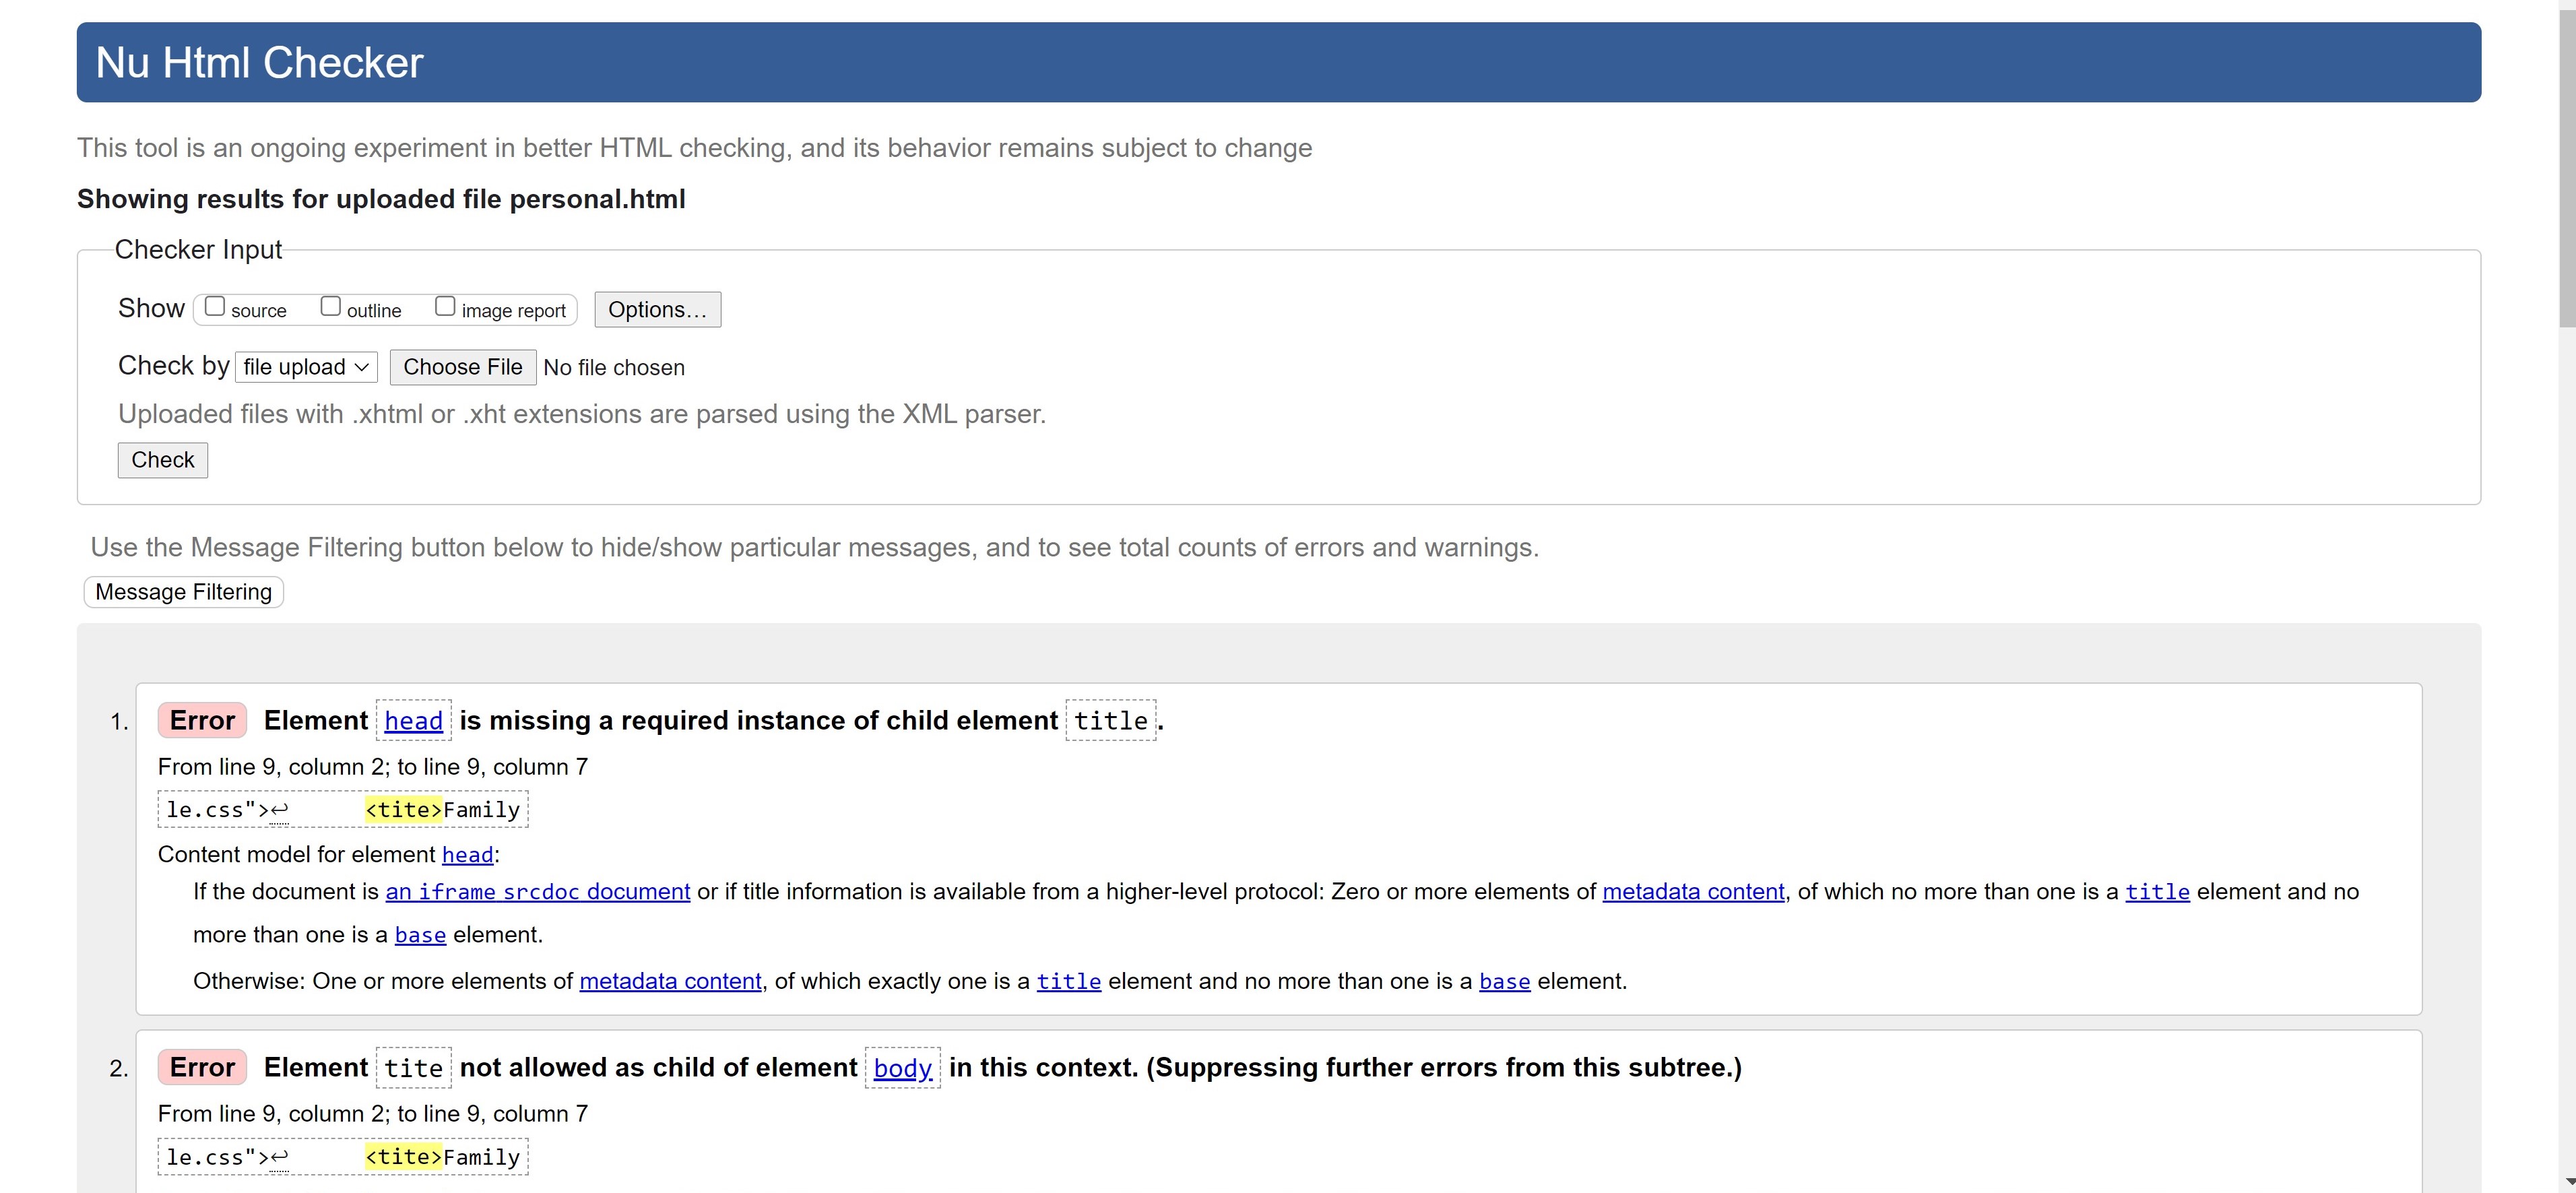 Nu Html Checker
This tool is an ongoing experiment in better HTML checking, and its behavior remains subject to change
Showing results for uploaded file personal.html
Checker Input
Show source outline image report Options…
Check by file upload Choose File No file chosen
Uploaded files with .xhtml or .xht extensions are parsed using the XML parser.
Check
Use the Message Filtering button below to hide/show particular messages, and to see total counts of errors and warnings.
Message Filtering
1. Error Element head is missing a required instance of child element title.
From line 9, column 2; to line 9, column 7
le.css">↩ <tite>Family
Content model for element head:
If the document is an iframe srcdoc document or if title information is available from a higher-level protocol: Zero or more elements of metadata content, of which no more than one is a title element and no
more than one is a base element.
Otherwise: One or more elements of metadata content, of which exactly one is a title element and no more than one is a base element.
2. Error Element tite not allowed as child of element body in this context. (Suppressing further errors from this subtree.)
From line 9, column 2; to line 9, column 7
le.css">↩ <tite>Family